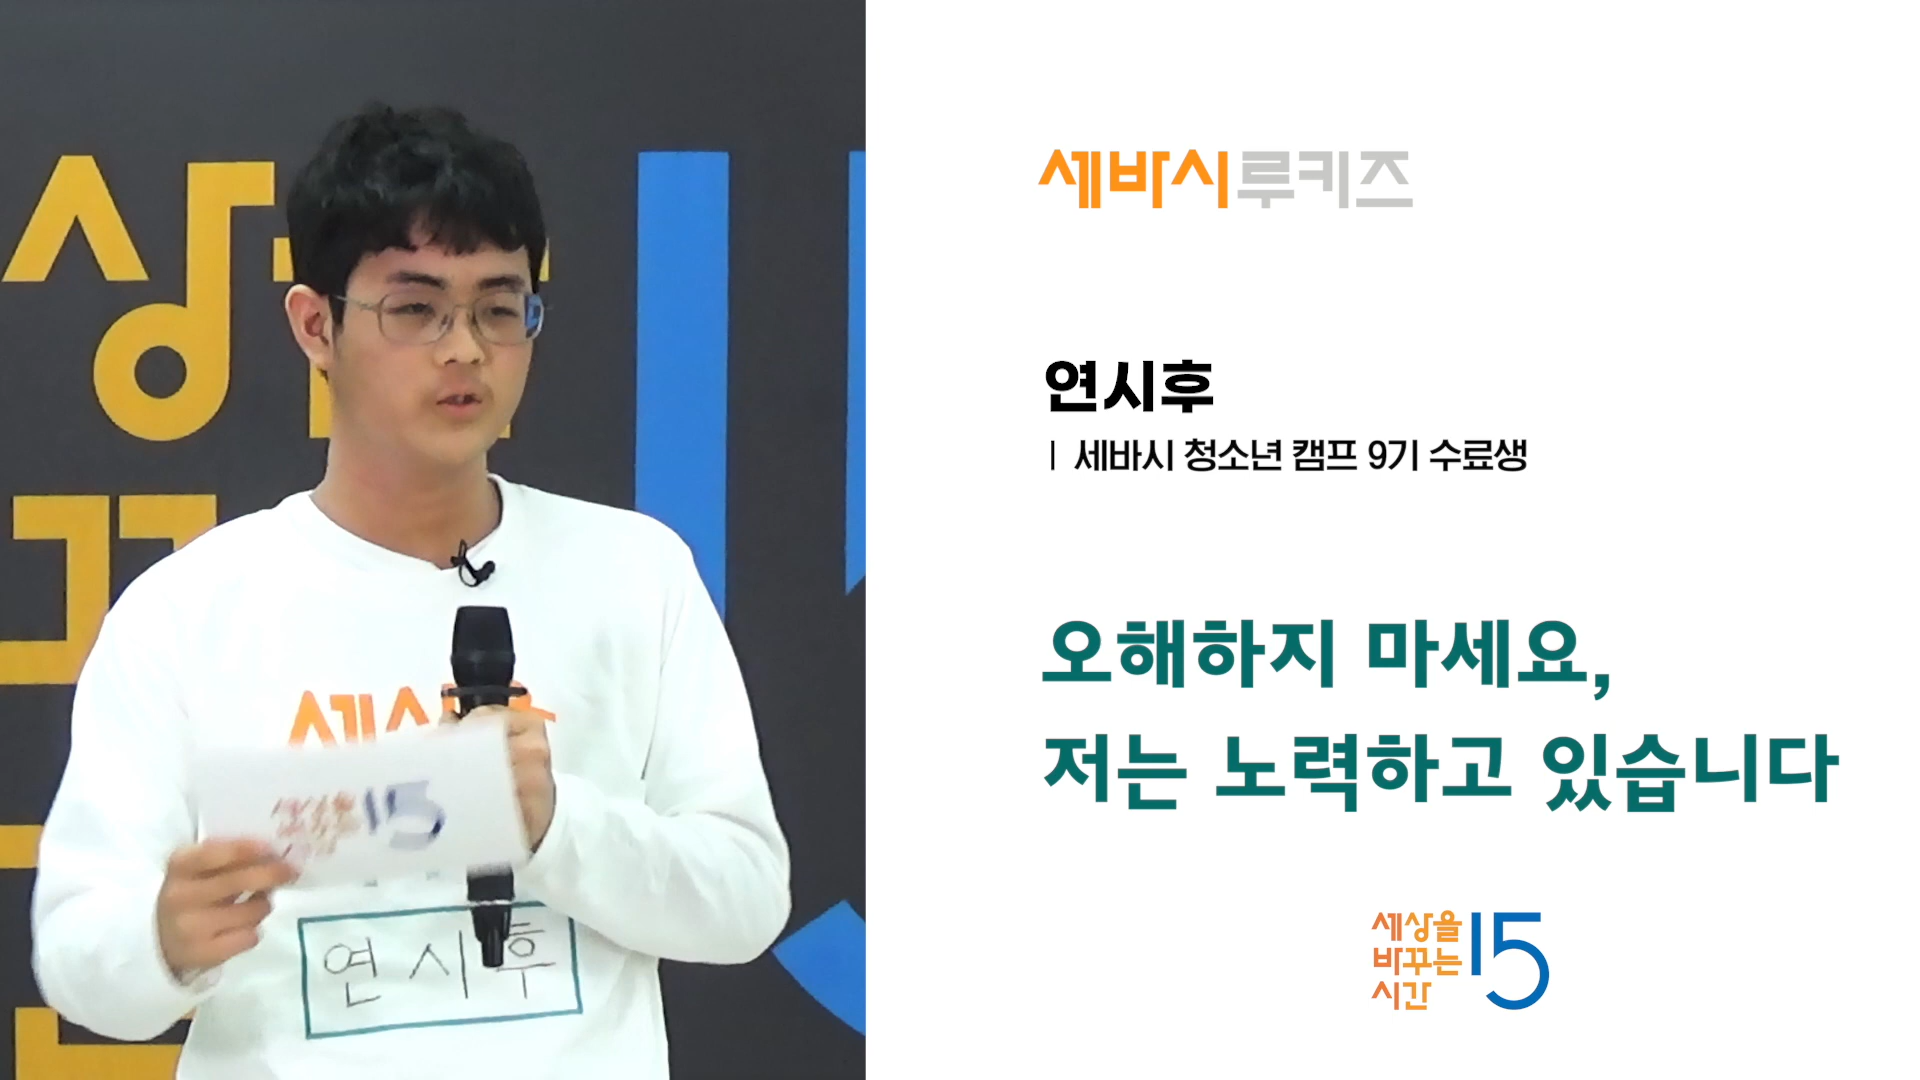 세바시루키즈
연시후
| 세바시 청소년 캠프 9기 수료생
오해하지 마세요,
저는 노력하고 있습니다
세상을
바꾸는
시간
15
연시후